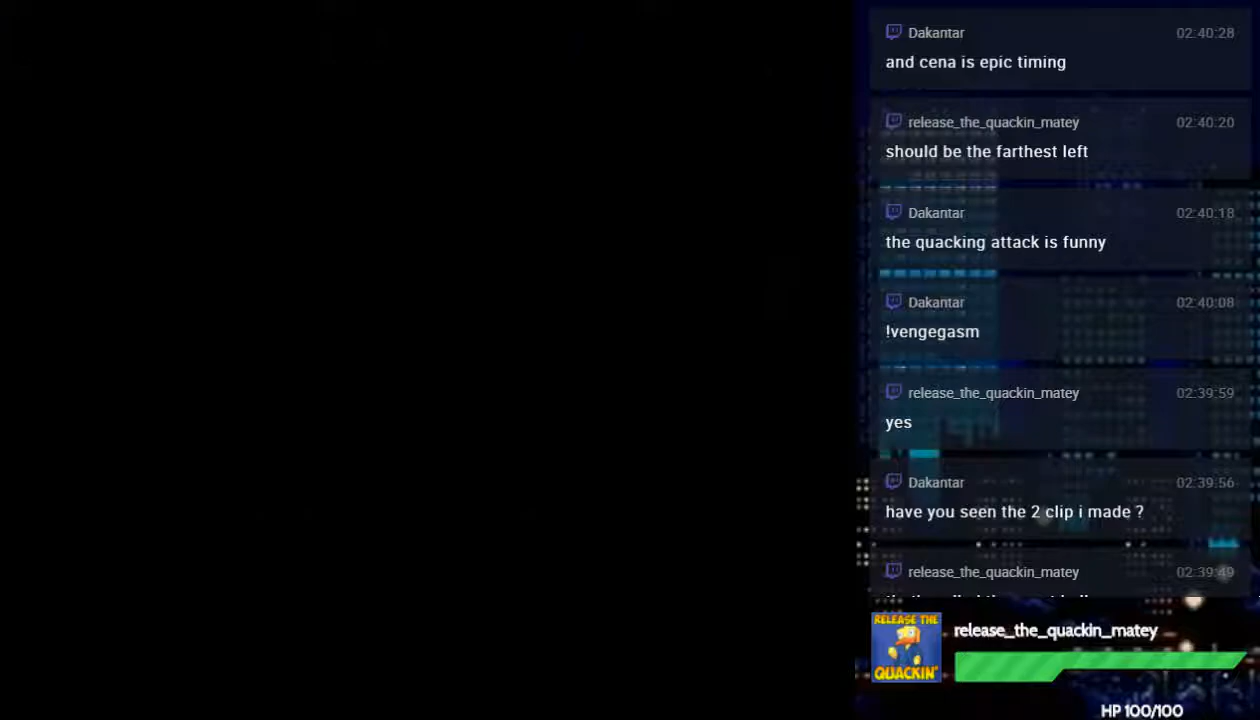 Dakantar 02:40:28
and cena is epic timing
release_the_quackin_matey 02:40:20
should be the farthest left
Dakantar 02:40:18
the quacking attack is funny
Dakantar 02:40:08
!vengegasm
release_the_quackin_matey 02:39:59
yes
Dakantar 02:39:56
have you seen the 2 clip i made ?
release_the_quackin_matey 02:39:49
RELEASE THE
QUACKIN'
release_the_quackin_matey
HP 100/100